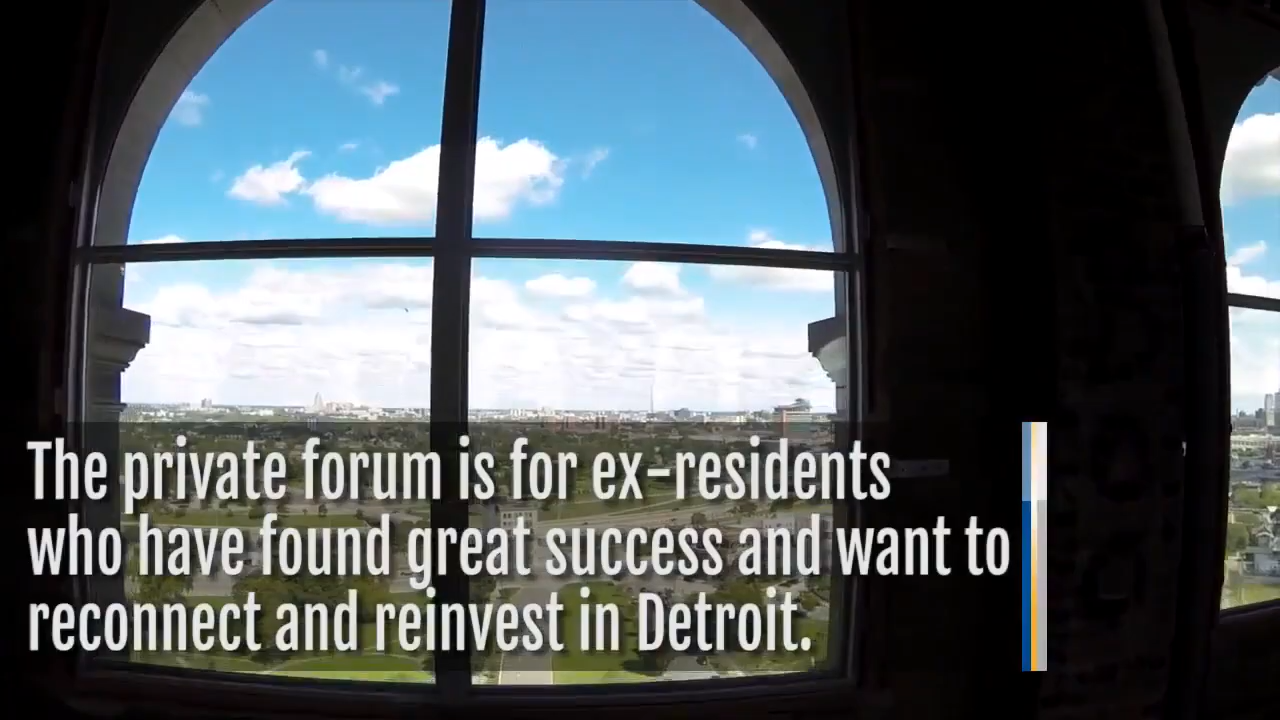 The private forum is for ex-residents
who have found great success and want to
reconnect and reinvest in Detroit.